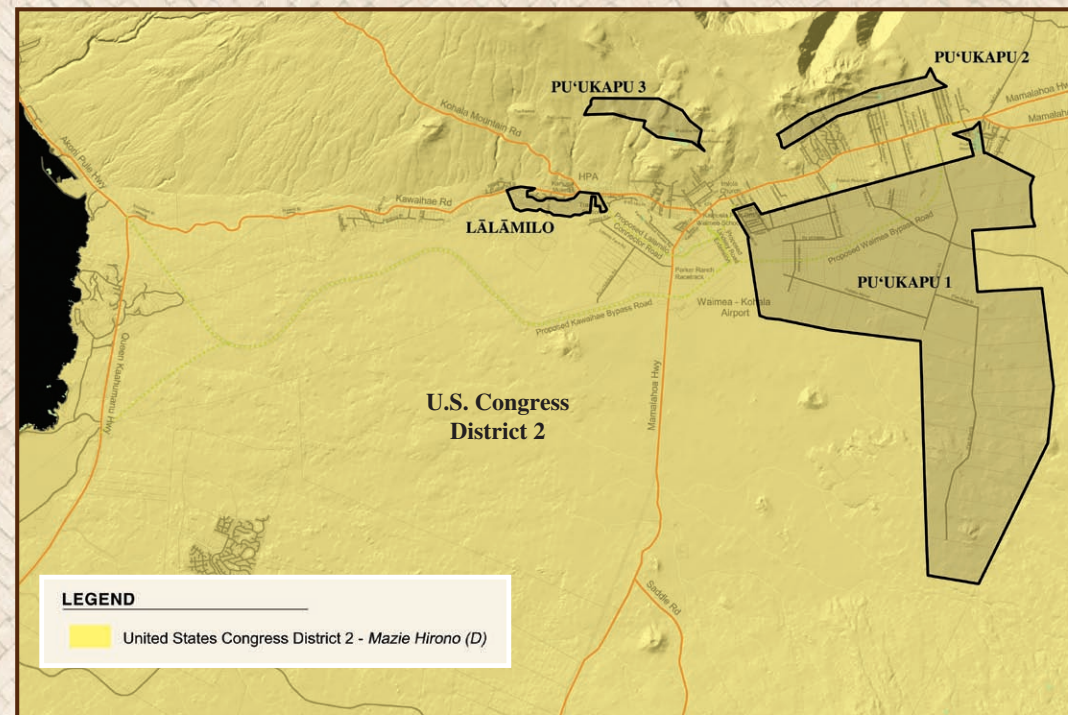 PU‘UKAPU 2
PU‘UKAPU 3
Mamalahoa Hwy
Mamalahoa
Kohala Mountain Rd
Akoni Pule Hwy
HPA
Kawaihae Rd
LĀLĀMILO
Proposed Lalamilo
Connector Road
Proposed Waimea Bypass Road
PU‘UKAPU 1
Parker Ranch
Racetrack
Waimea - Kohala
Airport
Proposed Kawaihae Bypass Road
Queen Kaahumanu Hwy
Mamalahoa Hwy
U.S. Congress
District 2
Saddle Rd
LEGEND
United States Congress District 2 - Mazie Hirono (D)